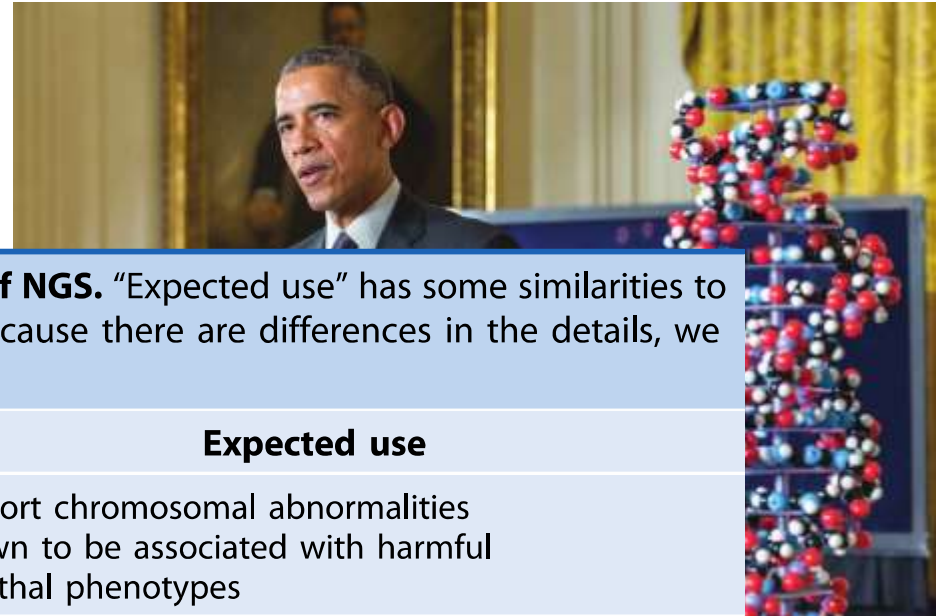 f NGS. “Expected use” has some similarities to
cause there are differences in the details, we
Expected use
ort chromosomal abnormalities
wn to be associated with harmful
thal phenotypes